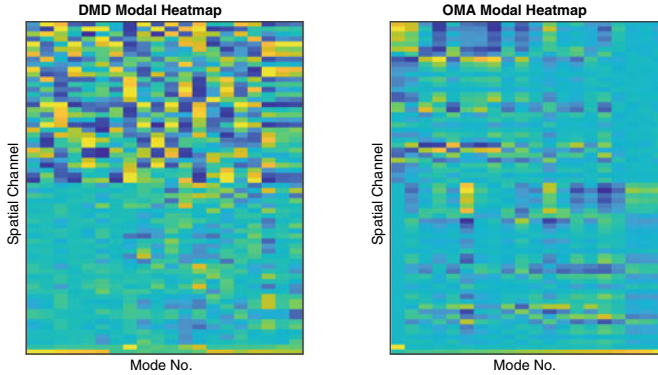 DMD Modal Heatmap
Spatial Channel
Mode No.
OMA Modal Heatmap
Spatial Channel
Mode No.